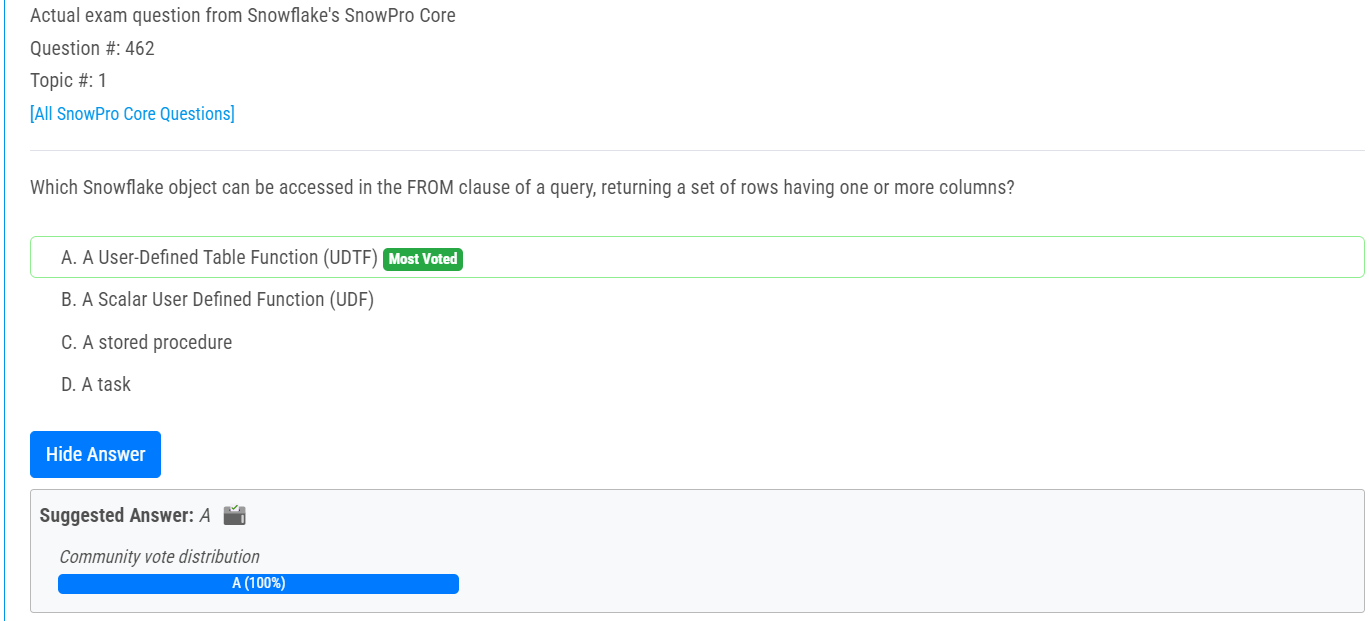 Actual exam question from Snowflake's SnowPro Core
Question #: 462
Topic #: 1
[All SnowPro Core Questions]
Which Snowflake object can be accessed in the FROM clause of a query, returning a set of rows having one or more columns?
A. A User-Defined Table Function (UDTF) Most Voted
B. A Scalar User Defined Function (UDF)
C. A stored procedure
D. A task
Hide Answer
Suggested Answer: A
Community vote distribution
A (100%)